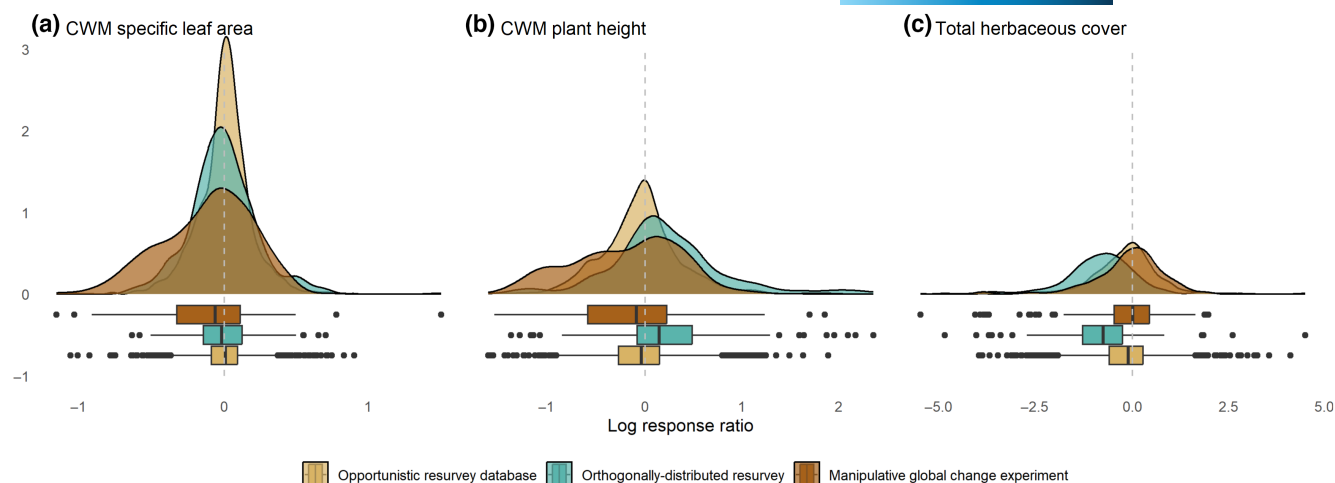 (a) CWM specific leaf area
(b) CWM plant height
(c) Total herbaceous cover
3
2
1
0
−1
−1 0 1
−1 0 1 2
−5.0 −2.5 0.0 2.5 5.0
Log response ratio
Opportunistic resurvey database Orthogonally-distributed resurvey Manipulative global change experiment